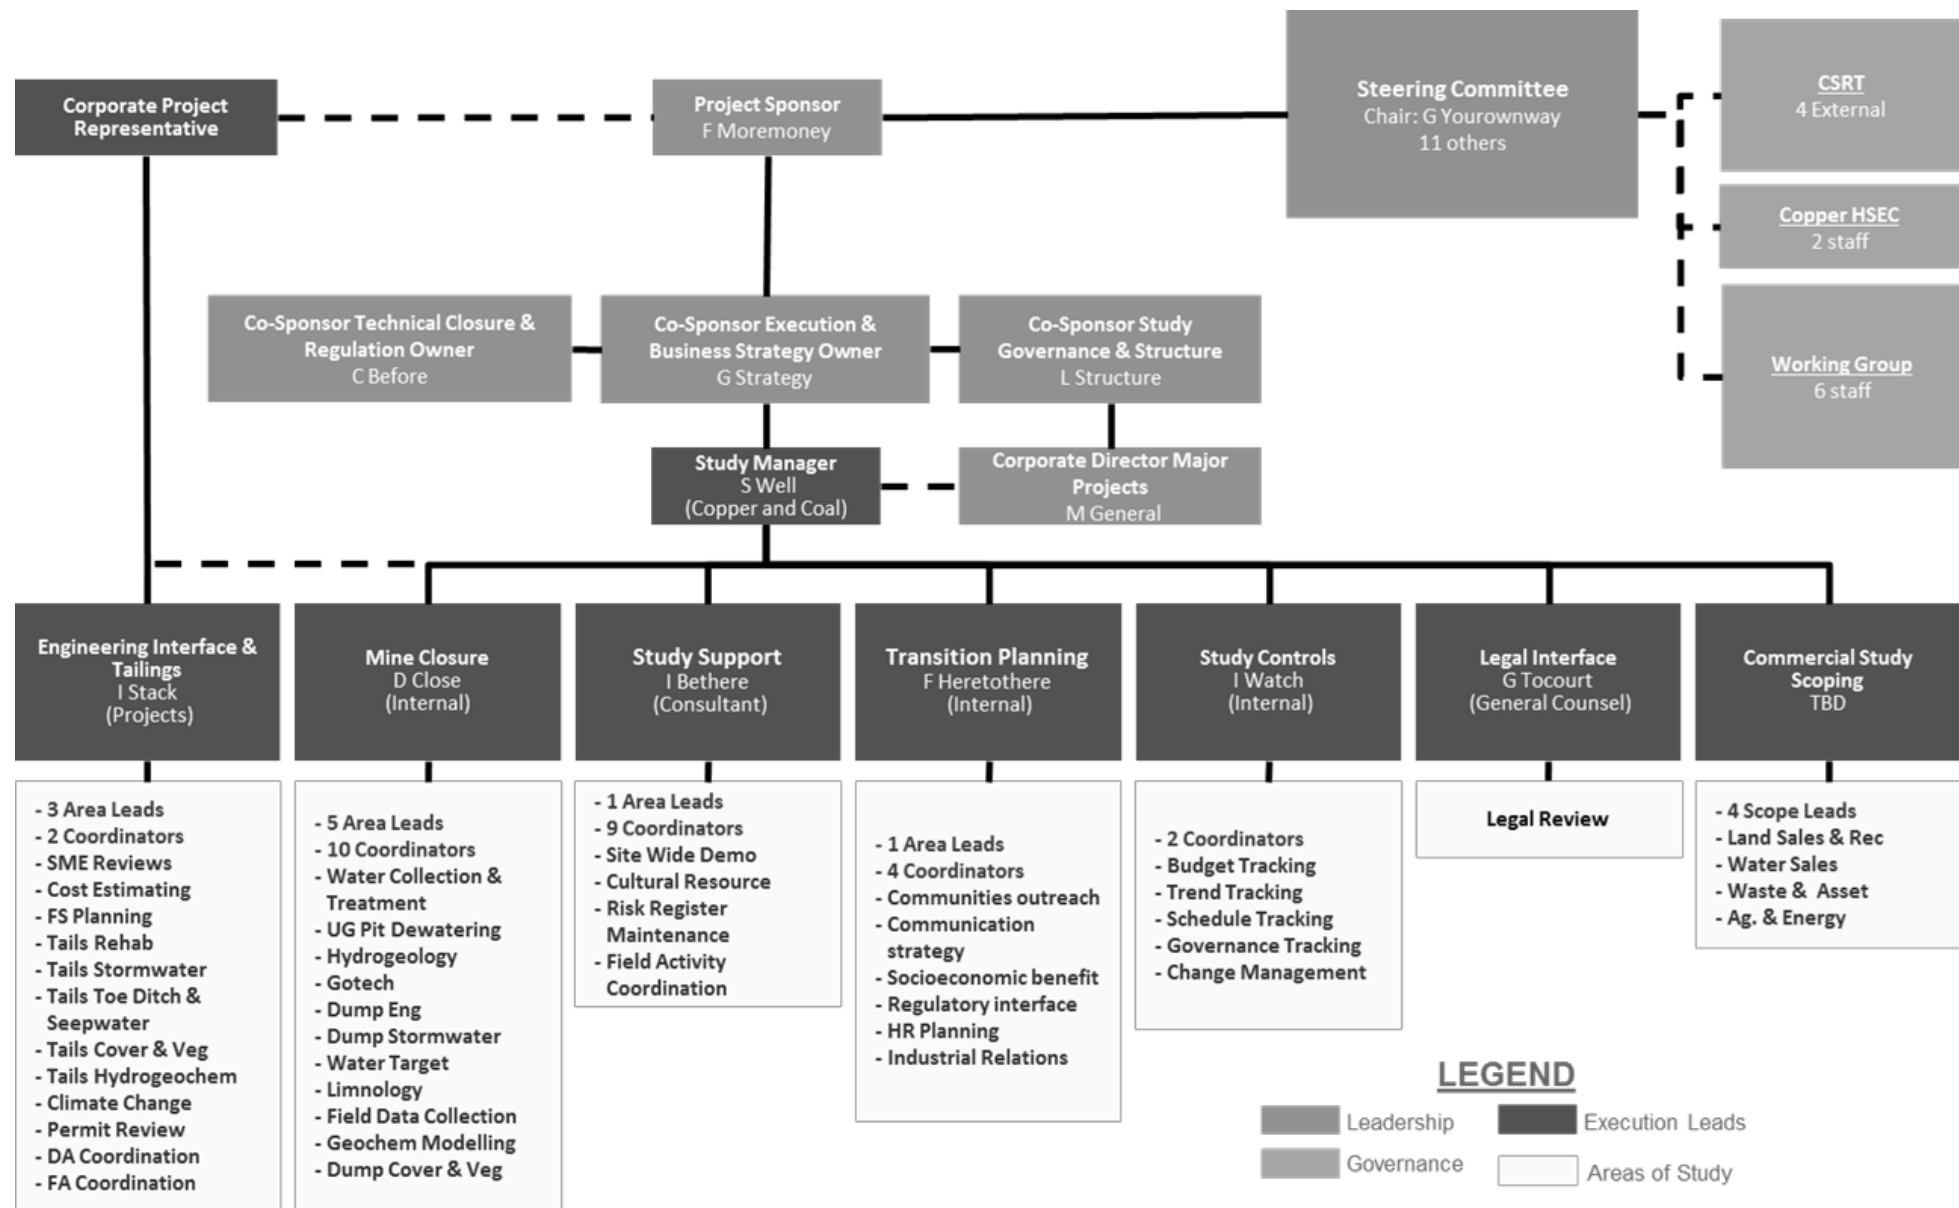 Corporate Project
Representative
Project Sponsor
F Moremoney
Steering Committee
Chair: G Yourownway
11 others
CSRT
4 External
Copper HSEC
2 staff
Working Group
6 staff
Co-Sponsor Technical Closure &
Regulation Owner
C Before
Co-Sponsor Execution &
Business Strategy Owner
G Strategy
Co-Sponsor Study
Governance & Structure
L Structure
Study Manager
S Well
(Copper and Coal)
Corporate Director Major
Projects
M General
Engineering Interface &
Tailings
I Stack
(Projects)
Mine Closure
D Close
(Internal)
Study Support
I Bethere
(Consultant)
Transition Planning
F Heretothere
(Internal)
Study Controls
I Watch
(Internal)
Legal Interface
G Tocourt
(General Counsel)
Commercial Study
Scoping
TBD
- 3 Area Leads
- 2 Coordinators
- SME Reviews
- Cost Estimating
- FS Planning
- Tails Rehab
- Tails Stormwater
- Tails Toe Ditch &
Seepwater
- Tails Cover & Veg
- Tails Hydrogeochem
- Climate Change
- Permit Review
- DA Coordination
- FA Coordination
- 5 Area Leads
- 10 Coordinators
- Water Collection &
Treatment
- UG Pit Dewatering
- Hydrogeology
- Gotech
- Dump Eng
- Dump Stormwater
- Water Target
- Limnology
- Field Data Collection
- Geochem Modelling
- Dump Cover & Veg
- 1 Area Leads
- 9 Coordinators
- Site Wide Demo
- Cultural Resource
- Risk Register
Maintenance
- Field Activity
Coordination
- 1 Area Leads
- 4 Coordinators
- Communities outreach
- Communication
strategy
- Socioeconomic benefit
- Regulatory interface
- HR Planning
- Industrial Relations
- 2 Coordinators
- Budget Tracking
- Trend Tracking
- Schedule Tracking
- Governance Tracking
- Change Management
Legal Review
- 4 Scope Leads
- Land Sales & Rec
- Water Sales
- Waste & Asset
- Ag. & Energy
LEGEND
Leadership
Execution Leads
Governance
Areas of Study